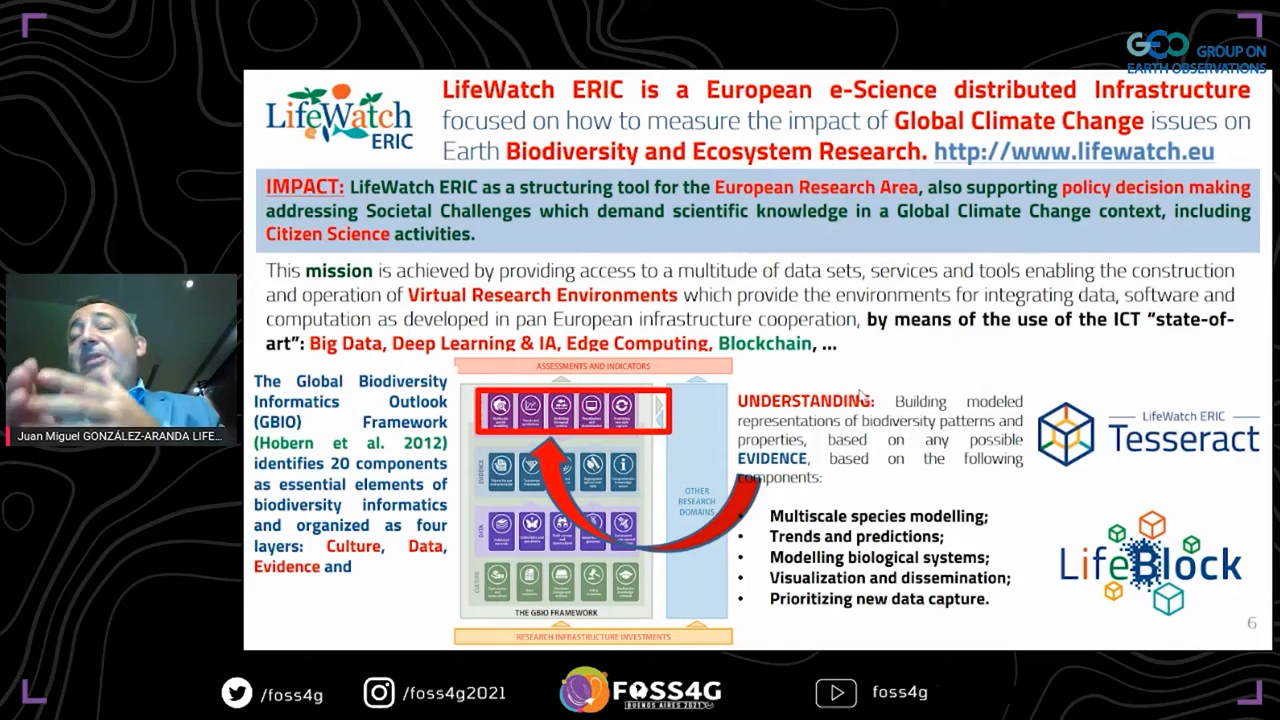 GEO GROUP ON
EARTH OBSERVATIONS
LifeWatch
ERIC
LifeWatch ERIC is a European e-Science distributed Infrastructure
focused on how to measure the impact of Global Climate Change issues on
Earth Biodiversity and Ecosystem Research. http://www.lifewatch.eu
IMPACT: LifeWatch ERIC as a structuring tool for the European Research Area, also supporting policy decision making
addressing Societal Challenges which demand scientific knowledge in a Global Climate Change context, including
Citizen Science activities.
This mission is achieved by providing access to a multitude of data sets, services and tools enabling the construction
and operation of Virtual Research Environments which provide the environments for integrating data, software and
computation as developed in pan European infrastructure cooperation, by means of the use of the ICT “state-of-
art”: Big Data, Deep Learning & IA, Edge Computing, Blockchain, ...
The Global Biodiversity
Informatics Outlook
(GBIO) Framework
(Hobern et al. 2012)
identifies 20 components
as essential elements of
biodiversity informatics
and organized as four
layers: Culture, Data,
Evidence and
ASSESSMENTS AND INDICATORS
EVIDENCE
DATA
CULTURE
OTHER
RESEARCH
DOMAINS
THE GBIO FRAMEWORK
RESEARCH INFRASTRUCTURE INVESTMENTS
UNDERSTANDING: Building modeled
representations of biodiversity patterns and
properties, based on any possible
EVIDENCE, based on the following
components:
• Multiscale species modelling;
• Trends and predictions;
• Modelling biological systems;
• Visualization and dissemination;
• Prioritizing new data capture.
LifeWatch ERIC
Tesseract
LifeBlock
6
Juan Miguel GONZÁLEZ-ARANDA LIFE...
/foss4g
/foss4g2021
FOSS4G
BUENOS AIRES 2021
foss4g